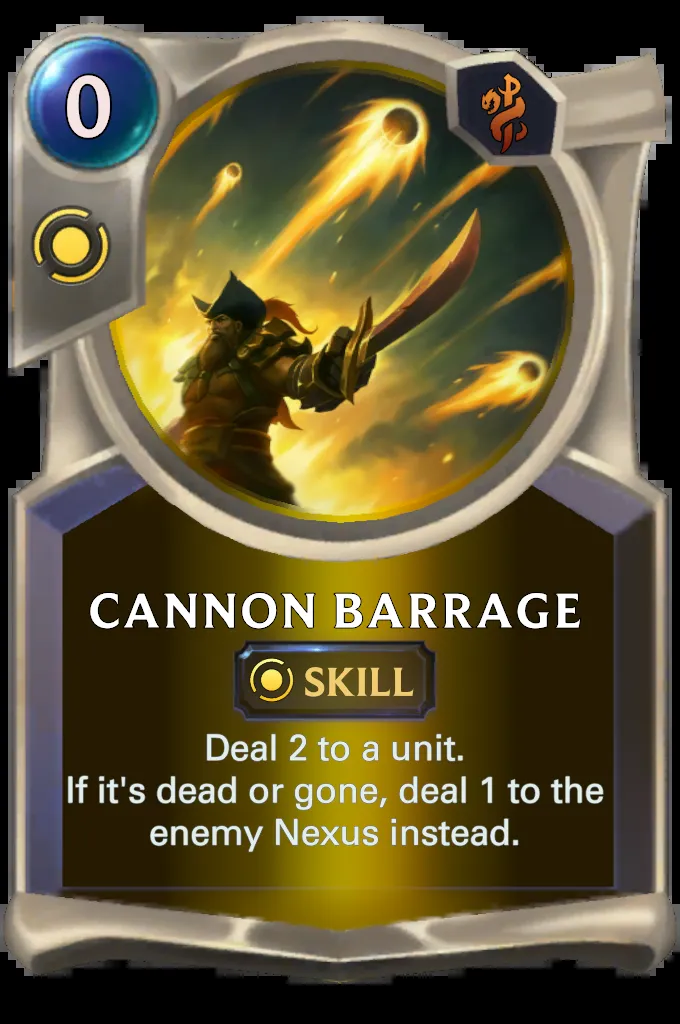 0
CANNON BARRAGE
SKILL
Deal 2 to a unit.
If it's dead or gone, deal 1 to the
enemy Nexus instead.